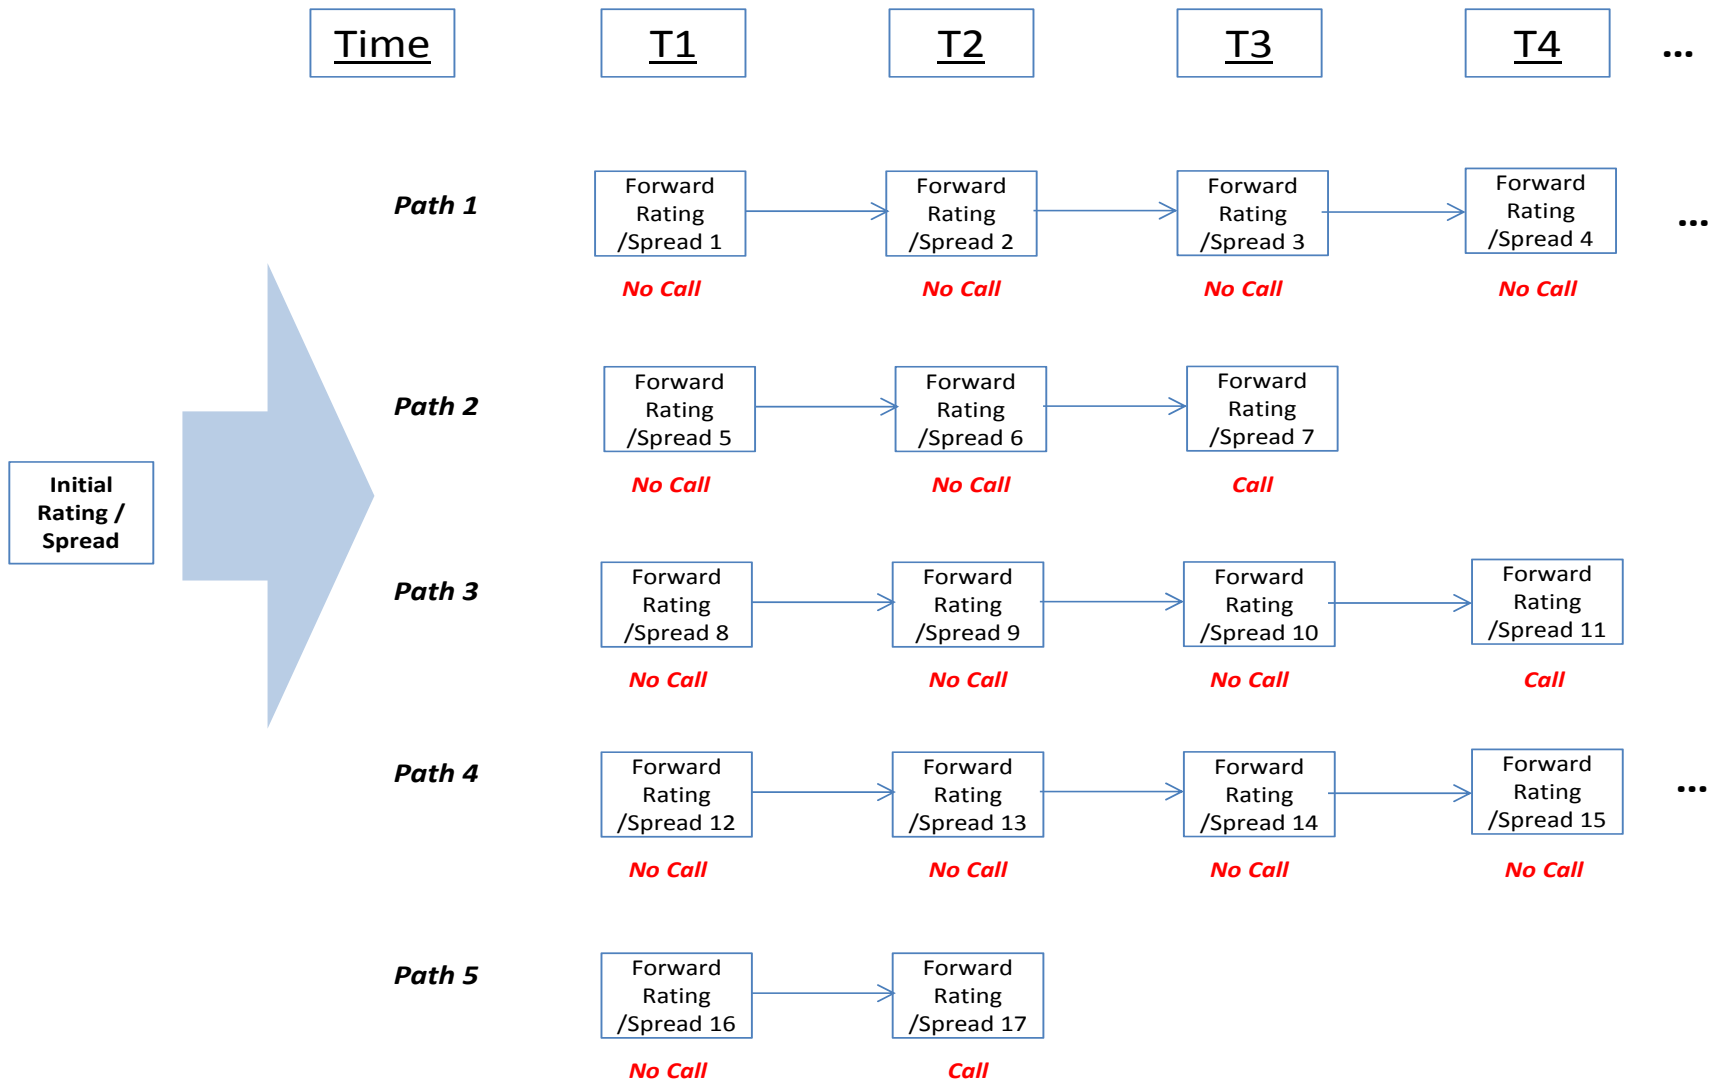 Time
T1
T2
T3
T4
...
Path 1
Forward
Rating
/Spread 1
Forward
Rating
/Spread 2
Forward
Rating
/Spread 3
Forward
Rating
/Spread 4
...
No Call
No Call
No Call
No Call
Path 2
Forward
Rating
/Spread 5
Forward
Rating
/Spread 6
Forward
Rating
/Spread 7
No Call
No Call
Call
Initial
Rating /
Spread
Path 3
Forward
Rating
/Spread 8
Forward
Rating
/Spread 9
Forward
Rating
/Spread 10
Forward
Rating
/Spread 11
No Call
No Call
No Call
Call
Path 4
Forward
Rating
/Spread 12
Forward
Rating
/Spread 13
Forward
Rating
/Spread 14
Forward
Rating
/Spread 15
...
No Call
No Call
No Call
No Call
Path 5
Forward
Rating
/Spread 16
Forward
Rating
/Spread 17
No Call
Call